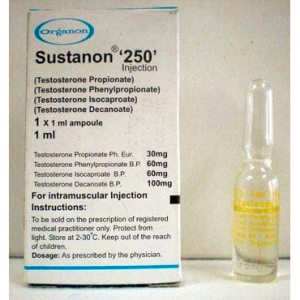 Organon
Sustanon® '250'
Injection
(Testosterone Propionate)
(Testosterone Phenylpropionate)
(Testosterone Isocaproate)
(Testosterone Decanoate)
1 X 1 ml ampoule
1 ml
Testosterone Propionate Ph. Eur. 30mg
Testosterone Phenylpropionate B.P. 60mg
Testosterone Isocaproate B.P. 60mg
Testosterone Decanoate B.P. 100mg
For intramuscular Injection
Instructions:
To be sold on the prescription of registered
medical practitioner only. Protect from
light. Store at 2-30°C. Keep out of the reach
of children.
Dosage: As prescribed by the physician.
Sustanon